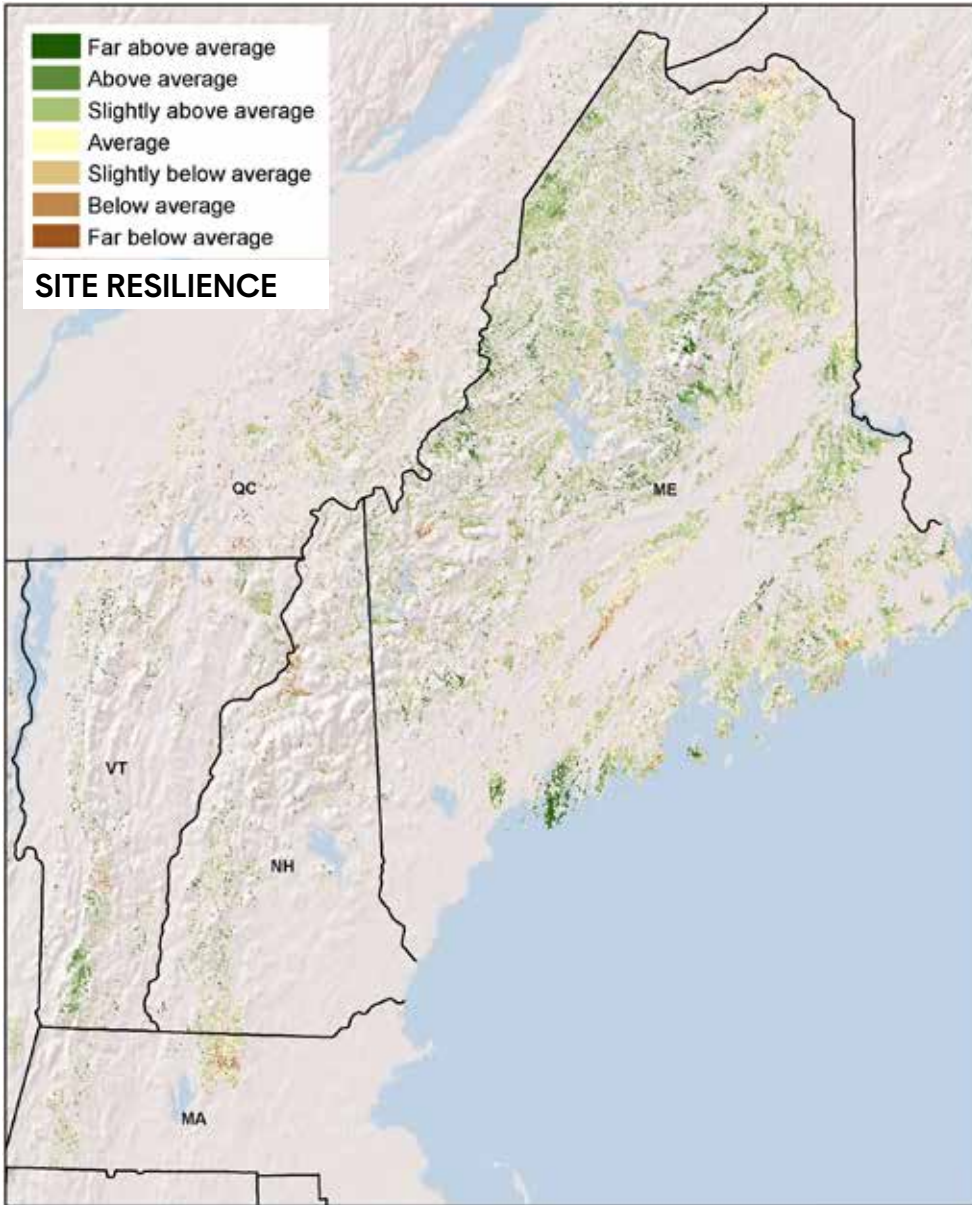 Far above average
Above average
Slightly above average
Average
Slightly below average
Below average
Far below average
SITE RESILIENCE
QC
ME
VT
NH
MA